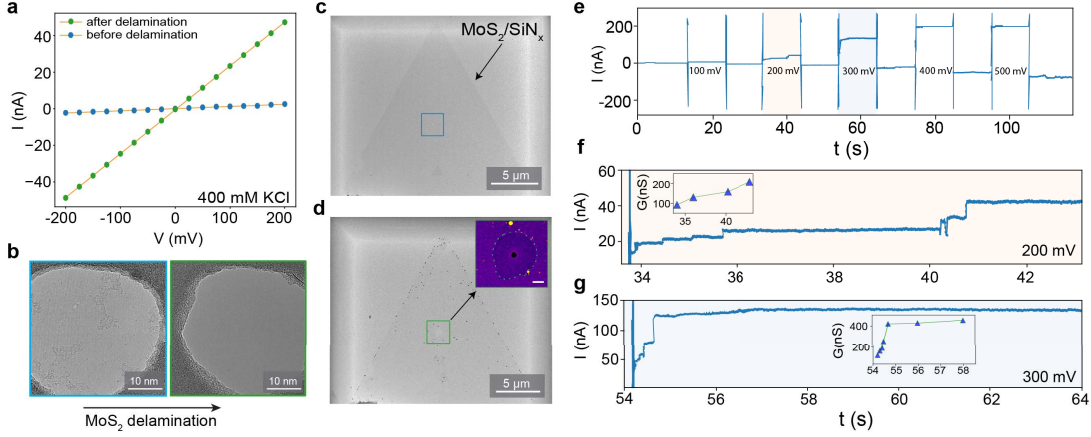 a
after delamination
before delamination
40
20
0
−20
−40
I (nA)
400 mM KCl
-200
-100
0
100
200
V (mV)
b
10 nm
10 nm
MoS2 delamination
c
MoS2/SiNx
5 μm
d
5 μm
e
200
0
-200
I (nA)
100 mV
200 mV
300 mV
400 mV
500 mV
0
20
40
60
80
100
t (s)
f
60
40
20
I (nA)
G(nS)
200
100
35
40
200 mV
34
36
38
40
42
g
150
100
50
I (nA)
G(nS)
400
200
54
55
56
57
58
300 mV
54
56
58
60
62
64
t (s)